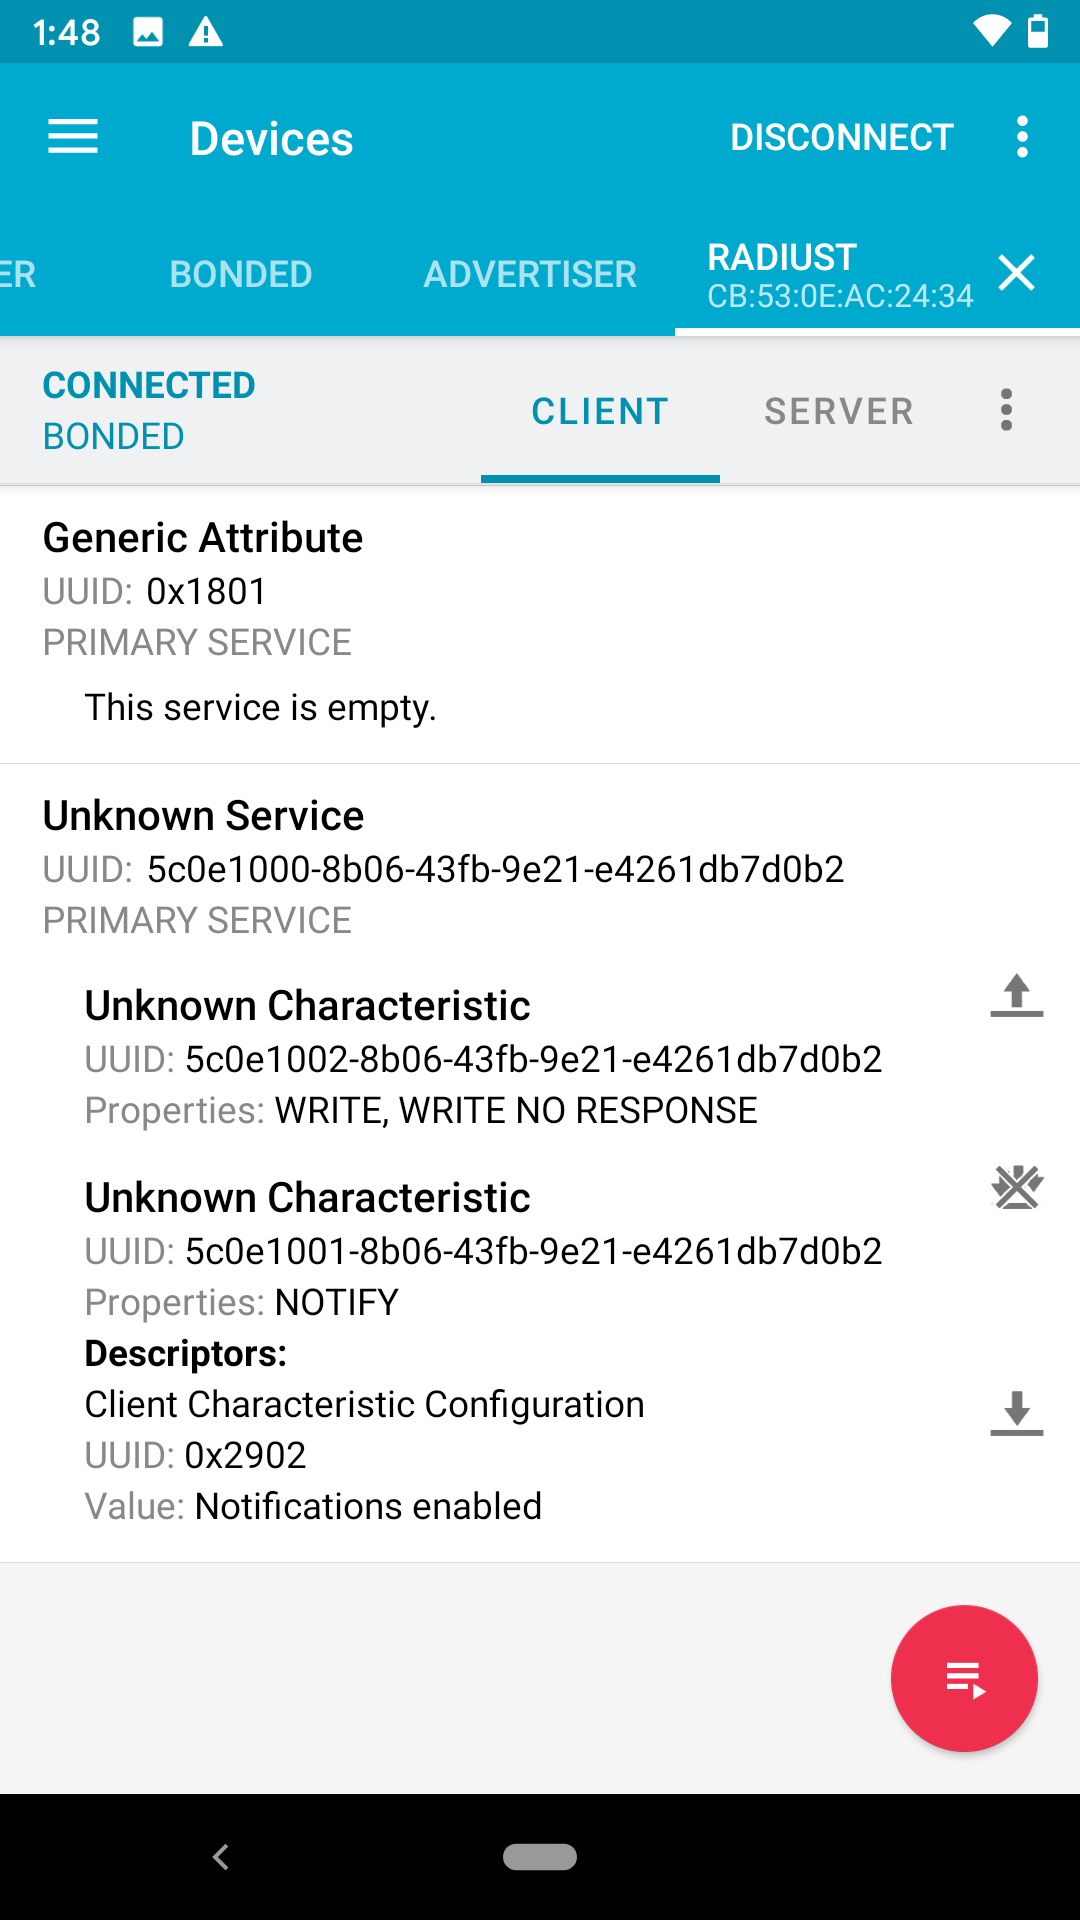 1:48
Devices
DISCONNECT
ER
BONDED
ADVERTISER
RADIUST
CB:53:0E:AC:24:34
CONNECTED
BONDED
CLIENT
SERVER
Generic Attribute
UUID: 0x1801
PRIMARY SERVICE
This service is empty.
Unknown Service
UUID: 5c0e1000-8b06-43fb-9e21-e4261db7d0b2
PRIMARY SERVICE
Unknown Characteristic
UUID: 5c0e1002-8b06-43fb-9e21-e4261db7d0b2
Properties: WRITE, WRITE NO RESPONSE
Unknown Characteristic
UUID: 5c0e1001-8b06-43fb-9e21-e4261db7d0b2
Properties: NOTIFY
Descriptors:
Client Characteristic Configuration
UUID: 0x2902
Value: Notifications enabled